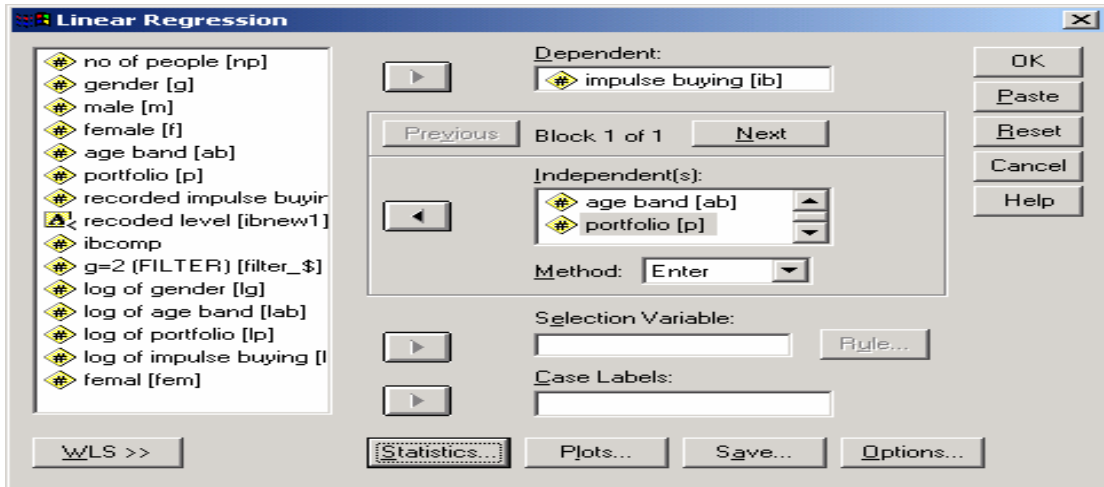 Linear Regression
no of people [np]
gender [g]
male [m]
female [f]
age band [ab]
portfolio [p]
recorded impulse buyin
recoded level [ibnew1]
ibcomp
g=2 (FILTER) [filter_$]
log of gender [lg]
log of age band [lab]
log of portfolio [lp]
log of impulse buying [l
femal [fem]
WLS >>
Dependent:
impulse buying [ib]
Previous
Block 1 of 1
Next
Independent(s):
age band [ab]
portfolio [p]
Method: Enter
Selection Variable:
Rule...
Case Labels:
Statistics...
Plots...
Save...
Options...
OK
Paste
Reset
Cancel
Help